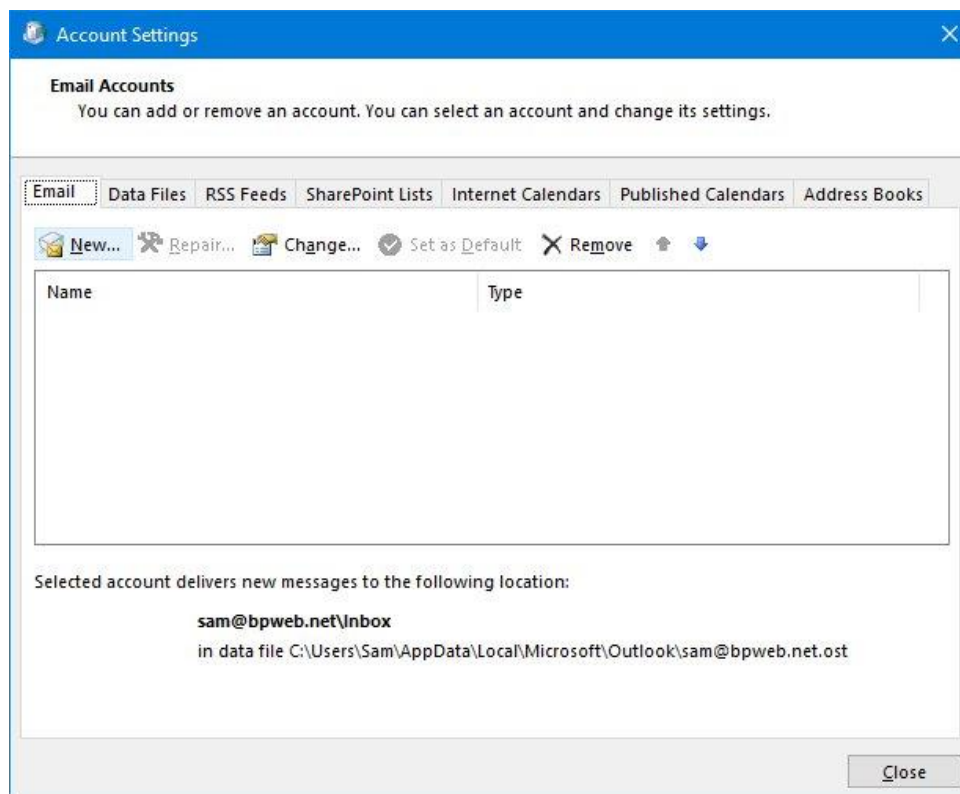 Account Settings
Email Accounts
You can add or remove an account. You can select an account and change its settings.
Email Data Files RSS Feeds SharePoint Lists Internet Calendars Published Calendars Address Books
New... Repair... Change... Set as Default Remove
Name Type
Selected account delivers new messages to the following location:
sam@bpweb.net\Inbox
in data file C:\Users\Sam\AppData\Local\Microsoft\Outlook\sam@bpweb.net.ost
Close